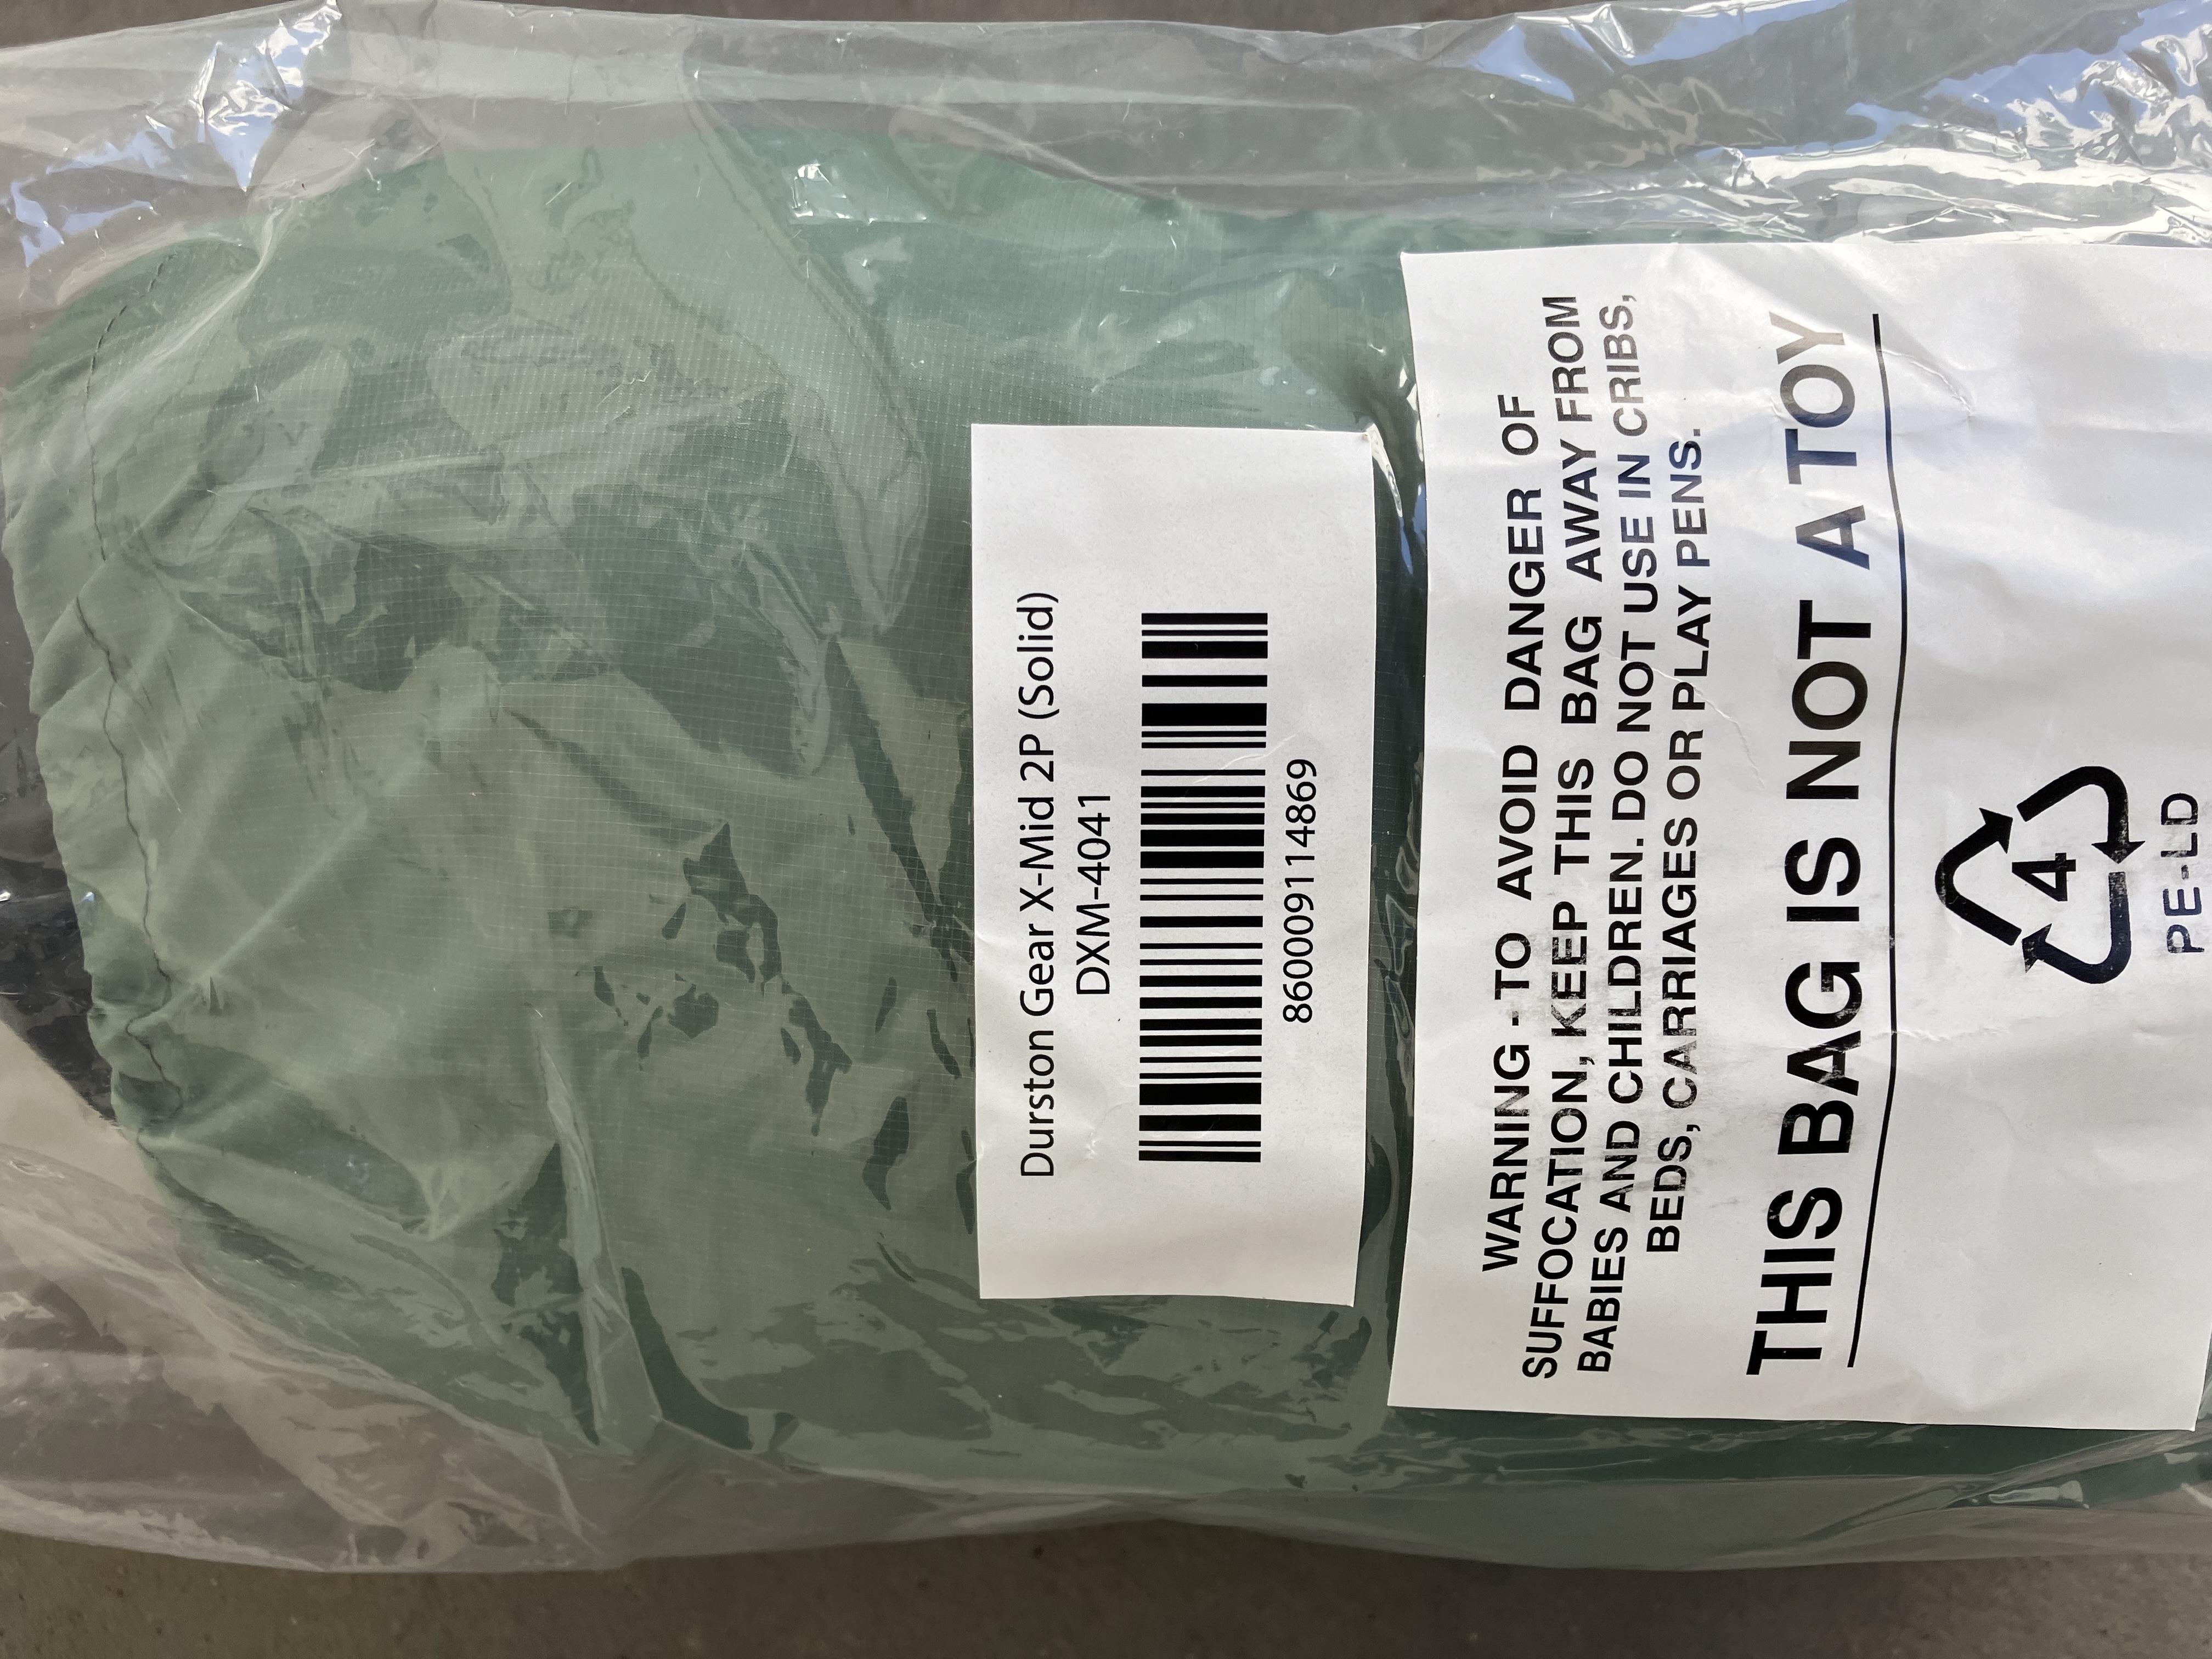 Durston Gear X-Mid 2P (Solid)
DXM-4041
860009114869
WARNING - TO AVOID DANGER OF
SUFFOCATION, KEEP THIS BAG AWAY FROM
BABIES AND CHILDREN. DO NOT USE IN CRIBS,
BEDS, CARRIAGES OR PLAY PENS.
THIS BAG IS NOT A TOY
4
PE-LD